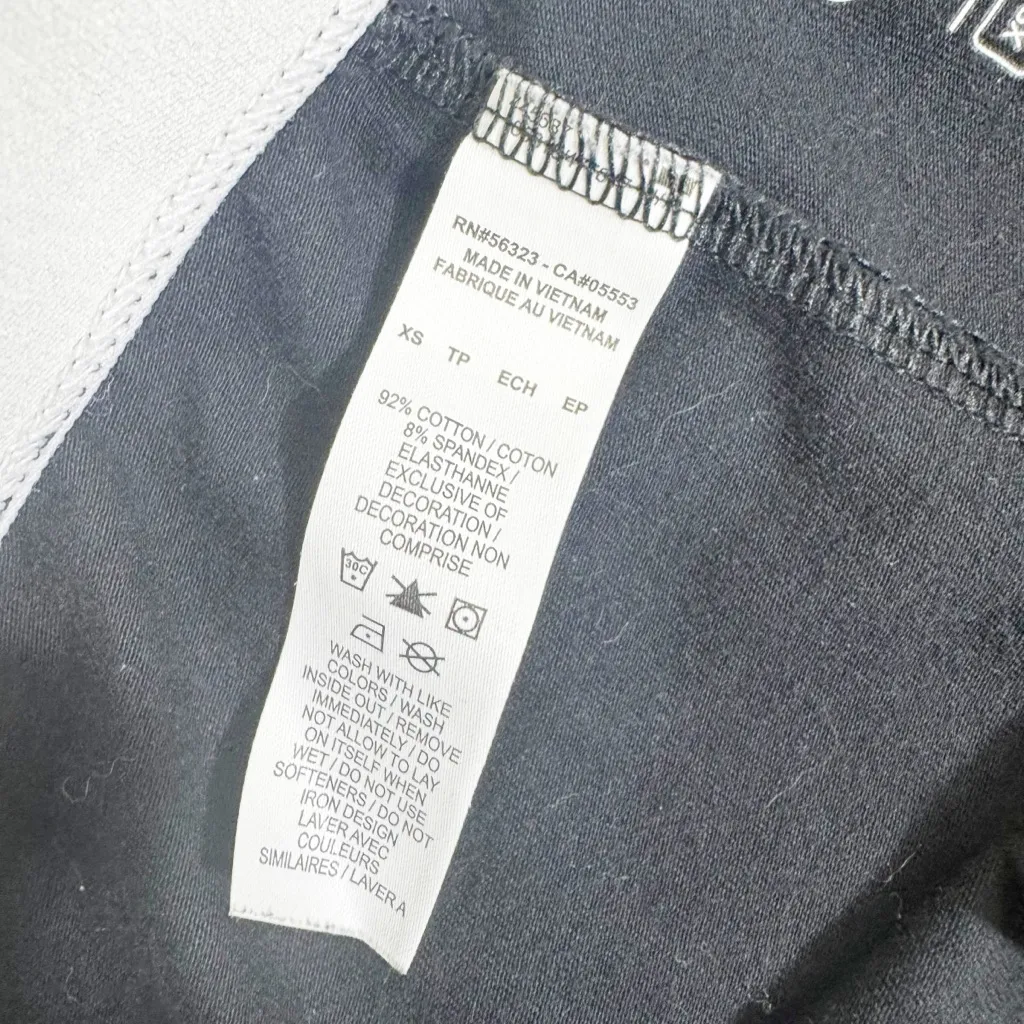 RN#56323 - CA#05553
MADE IN VIETNAM
FABRIQUE AU VIETNAM
XS TP ECH EP
92% COTTON / COTON
8% SPANDEX /
ELASTHANNE
EXCLUSIVE OF
DECORATION /
DECORATION NON
COMPRISE
30C
WASH WITH LIKE
COLORS / WASH
INSIDE OUT / REMOVE
IMMEDIATELY / DO
NOT ALLOW TO LAY
ON ITSELF WHEN
WET / DO NOT USE
SOFTENERS / DO NOT
IRON DESIGN
LAVER AVEC
COULEURS
SIMILAIRES / LAVER A